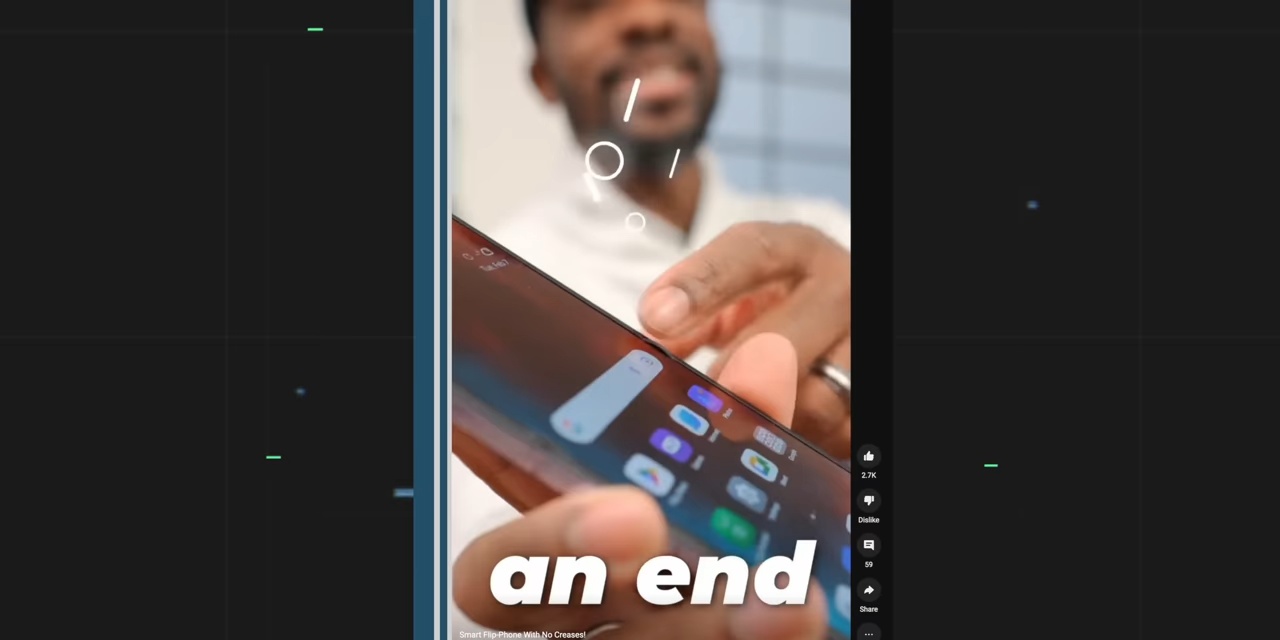 an end
2.7K
Dislike
59
Share
Smart Flip-Phone With No Creases!